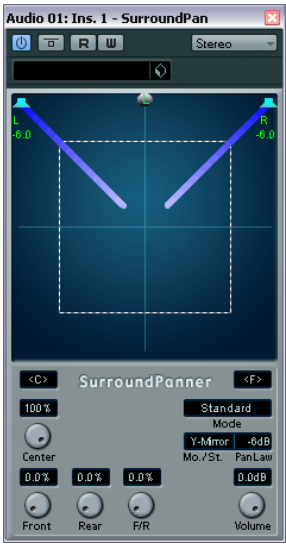 Audio 01: Ins. 1 - SurroundPan
R W Stereo
L
L R
-6.0 -6.0
<C> SurroundPanner <F>
100% Standard
Mode
Y-Mirror -6dB
Center Mo./St. PanLaw
0.0% 0.0% 0.0% 0.0dB
Front Rear F/R Volume